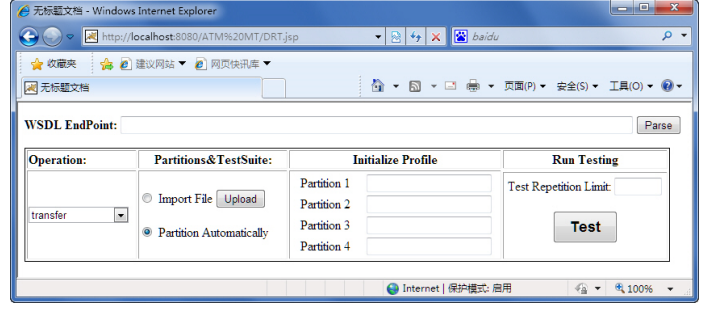 无标题文档 - Windows Internet Explorer
http://localhost:8080/ATM%20MT/DRT.jsp
baidu
收藏夹 建议网站 网页快讯库
无标题文档
页面(P) 安全(S) 工具(O)
WSDL EndPoint: Parse
Operation: Partitions&TestSuite: Initialize Profile Run Testing
transfer
Import File Upload
Partition Automatically
Partition 1
Partition 2
Partition 3
Partition 4
Test Repetition Limit:
Test
Internet | 保护模式: 启用 100%